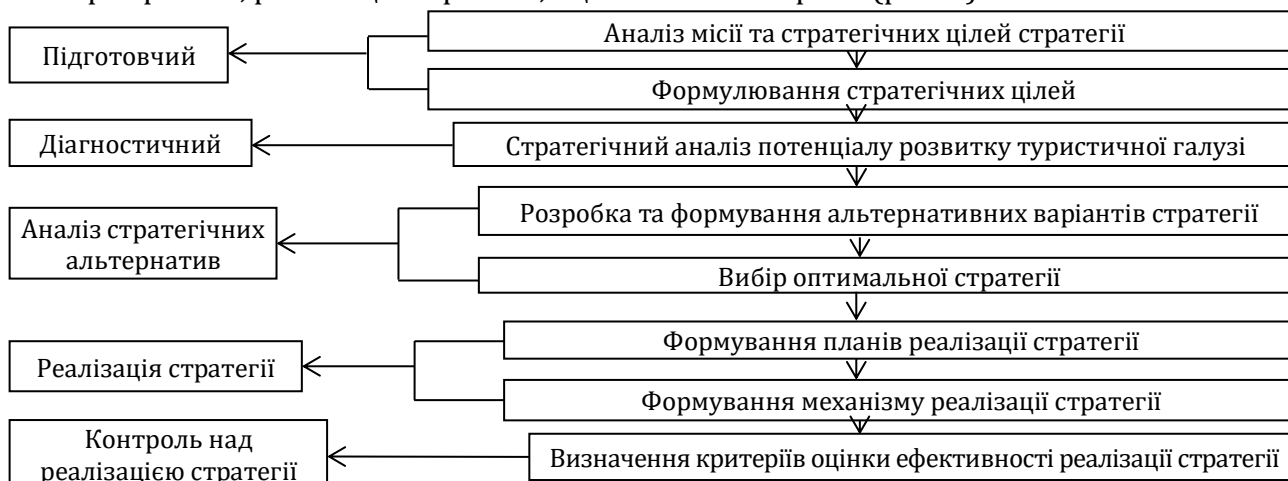 Аналіз місії та стратегічних цілей стратегії
Підготовчий
Формулювання стратегічних цілей
Діагностичний
Стратегічний аналіз потенціалу розвитку туристичної галузі
Розробка та формування альтернативних варіантів стратегії
Аналіз стратегічних
альтернатив
Вибір оптимальної стратегії
Формування планів реалізації стратегії
Реалізація стратегії
Формування механізму реалізації стратегії
Контроль над
реалізацією стратегії
Визначення критеріїв оцінки ефективності реалізації стратегії